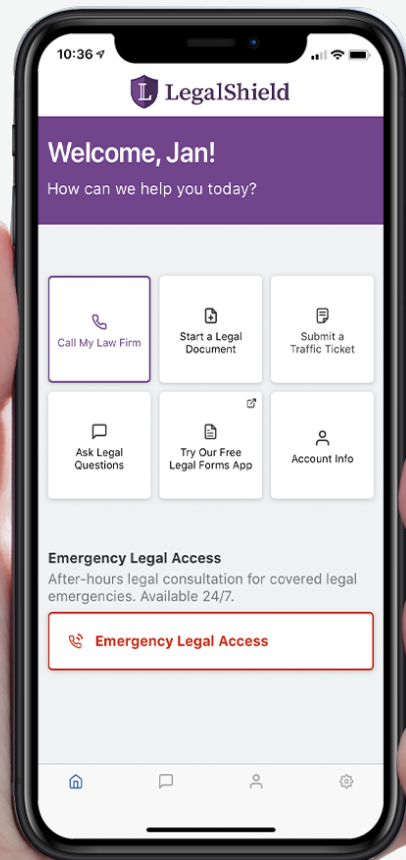 10:36
LegalShield
Welcome, Jan!
How can we help you today?
Call My Law Firm
Start a Legal
Document
Submit a
Traffic Ticket
Ask Legal
Questions
Try Our Free
Legal Forms App
Account Info
Emergency Legal Access
After-hours legal consultation for covered legal
emergencies. Available 24/7.
Emergency Legal Access